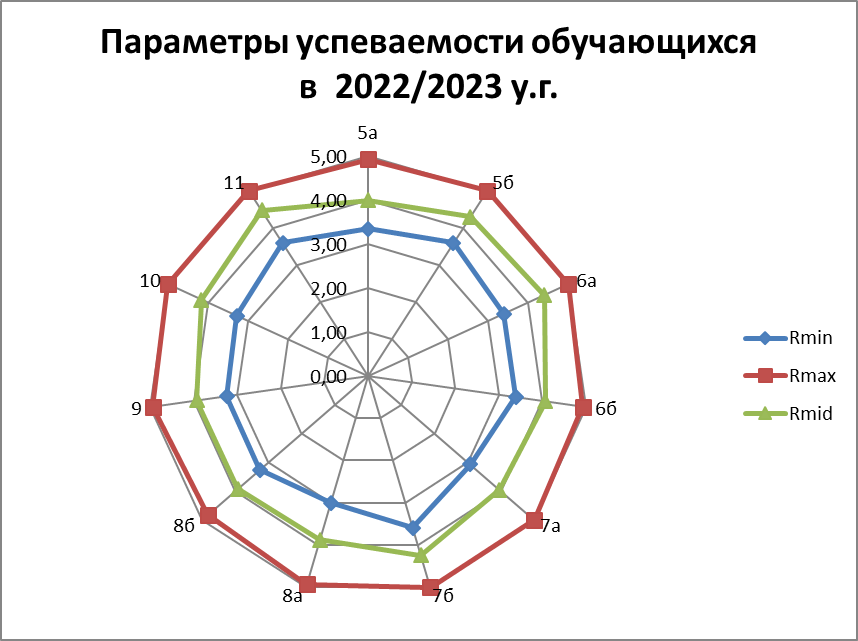 Параметры успеваемости обучающихся
в 2022/2023 у.г.
5а
5,00
11
5б
4,00
3,00
10
6а
2,00
1,00
Rmin
0,00
Rmax
9
6б
Rmid
8б
7а
8а
7б